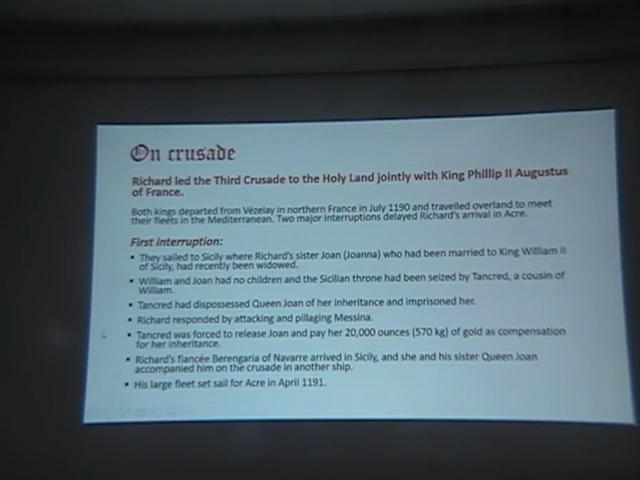 On crusade
Richard led the Third Crusade to the Holy Land jointly with King Phillip II Augustus
of France.
Both kings departed from Vézelay in northern France in July 1190 and travelled overland to meet
their fleets in the Mediterranean. Two major interruptions delayed Richard's arrival in Acre.
First interruption:
▪ They sailed to Sicily where Richard's sister Joan (Joanna) who had been married to King William II
of Sicily, had recently been widowed.
▪ William and Joan had no children and the Sicilian throne had been seized by Tancred, a cousin of
William.
▪ Tancred had dispossessed Queen Joan of her inheritance and imprisoned her.
▪ Richard responded by attacking and pillaging Messina.
▪ Tancred was forced to release Joan and pay her 20,000 ounces (570 kg) of gold as compensation
for her inheritance.
▪ Richard's fiancée Berengaria of Navarre arrived in Sicily, and she and his sister Queen Joan
accompanied him on the crusade in another ship.
▪ His large fleet set sail for Acre in April 1191.